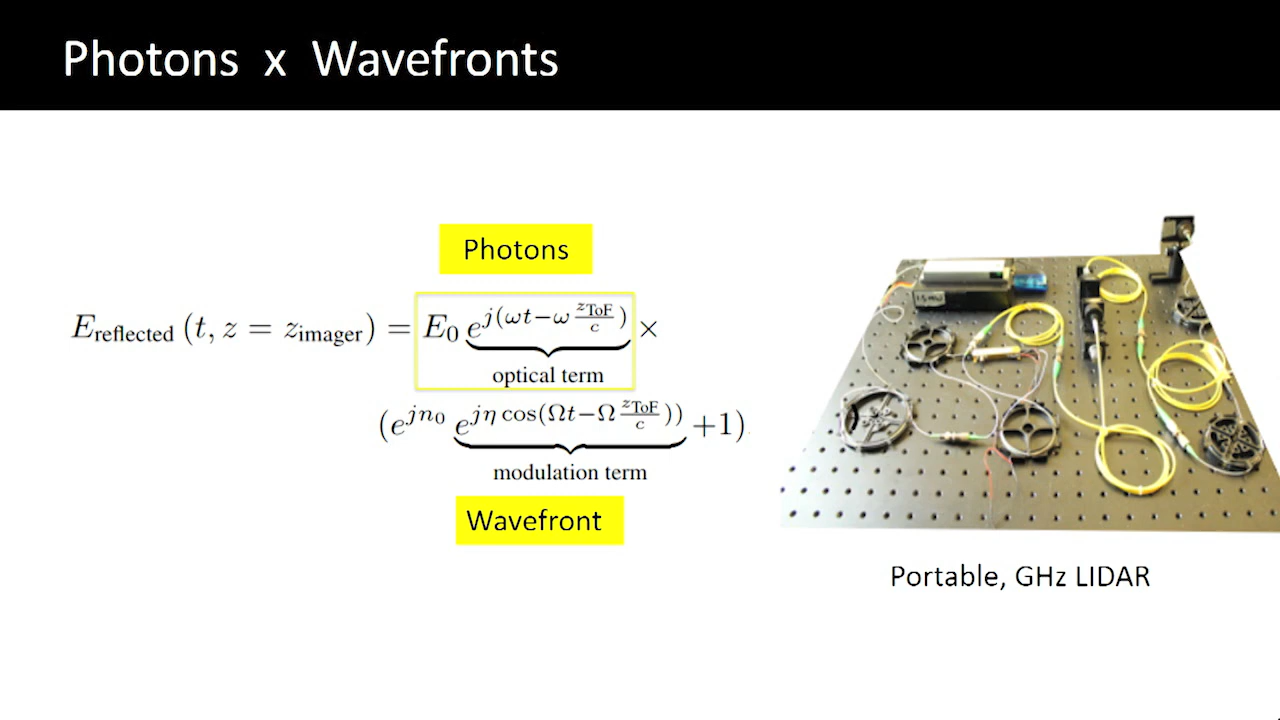 Photons x Wavefronts
Photons
E_reflected (t, z = z_imager) = E_0 e^{j(ωt−ω z_ToF/c)} ×
optical term
(e^{jn_0} e^{jη cos(Ωt−Ω z_ToF/c))} +1)
modulation term
Wavefront
Portable, GHz LIDAR